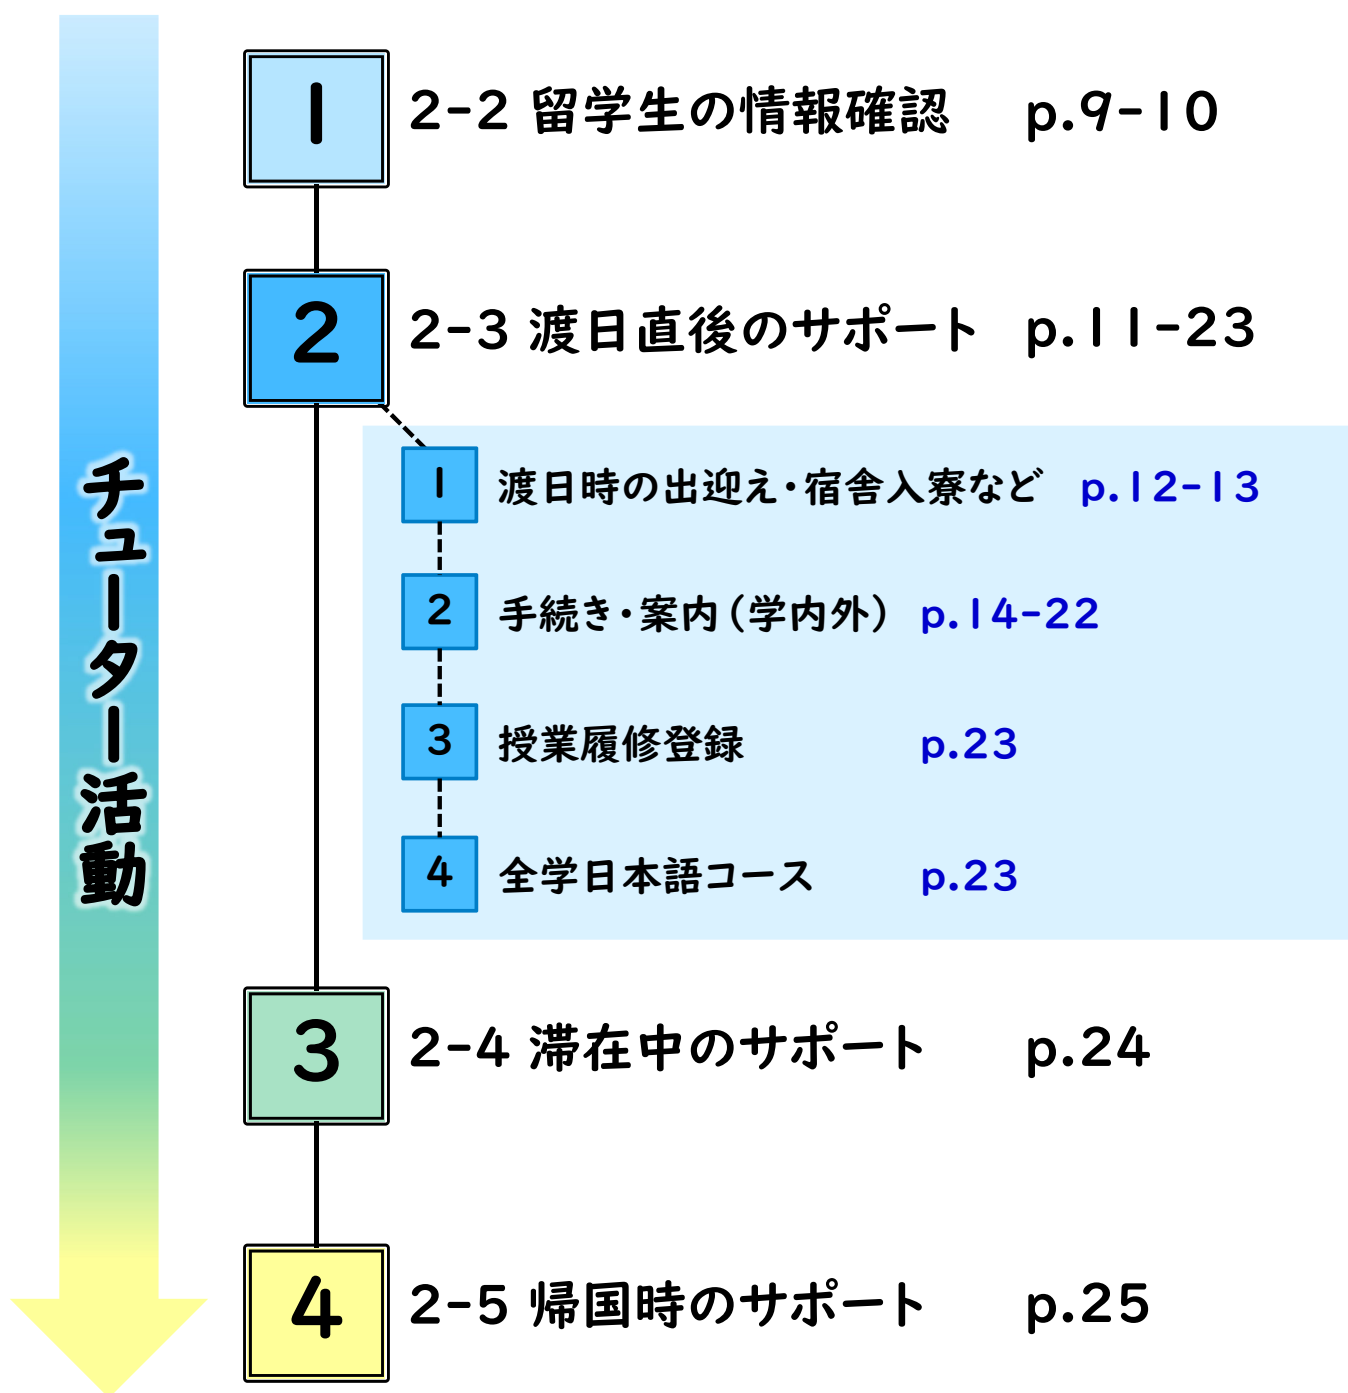 チューター活動
1
2-2 留学生の情報確認 p.9-10
2
2-3 渡日直後のサポート p.11-23
1 渡日時の出迎え・宿舎入寮など p.12-13
2 手続き・案内(学内外) p.14-22
3 授業履修登録 p.23
4 全学日本語コース p.23
3
2-4 滞在中のサポート p.24
4
2-5 帰国時のサポート p.25